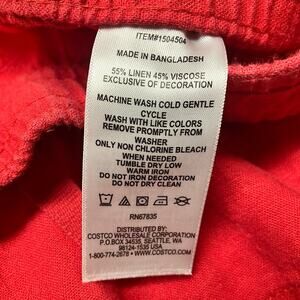 ITEM#1504504
MADE IN BANGLADESH
55% LINEN 45% VISCOSE
EXCLUSIVE OF DECORATION
MACHINE WASH COLD GENTLE
CYCLE
WASH WITH LIKE COLORS
REMOVE PROMPTLY FROM
WASHER
ONLY NON CHLORINE BLEACH
WHEN NEEDED
TUMBLE DRY LOW
WARM IRON
DO NOT IRON DECORATION
DO NOT DRY CLEAN
RN67835
DISTRIBUTED BY:
COSTCO WHOLESALE CORPORATION
P.O.BOX 34535, SEATTLE, WA
98124-1535 USA
1-800-774-2678 • WWW.COSTCO.COM